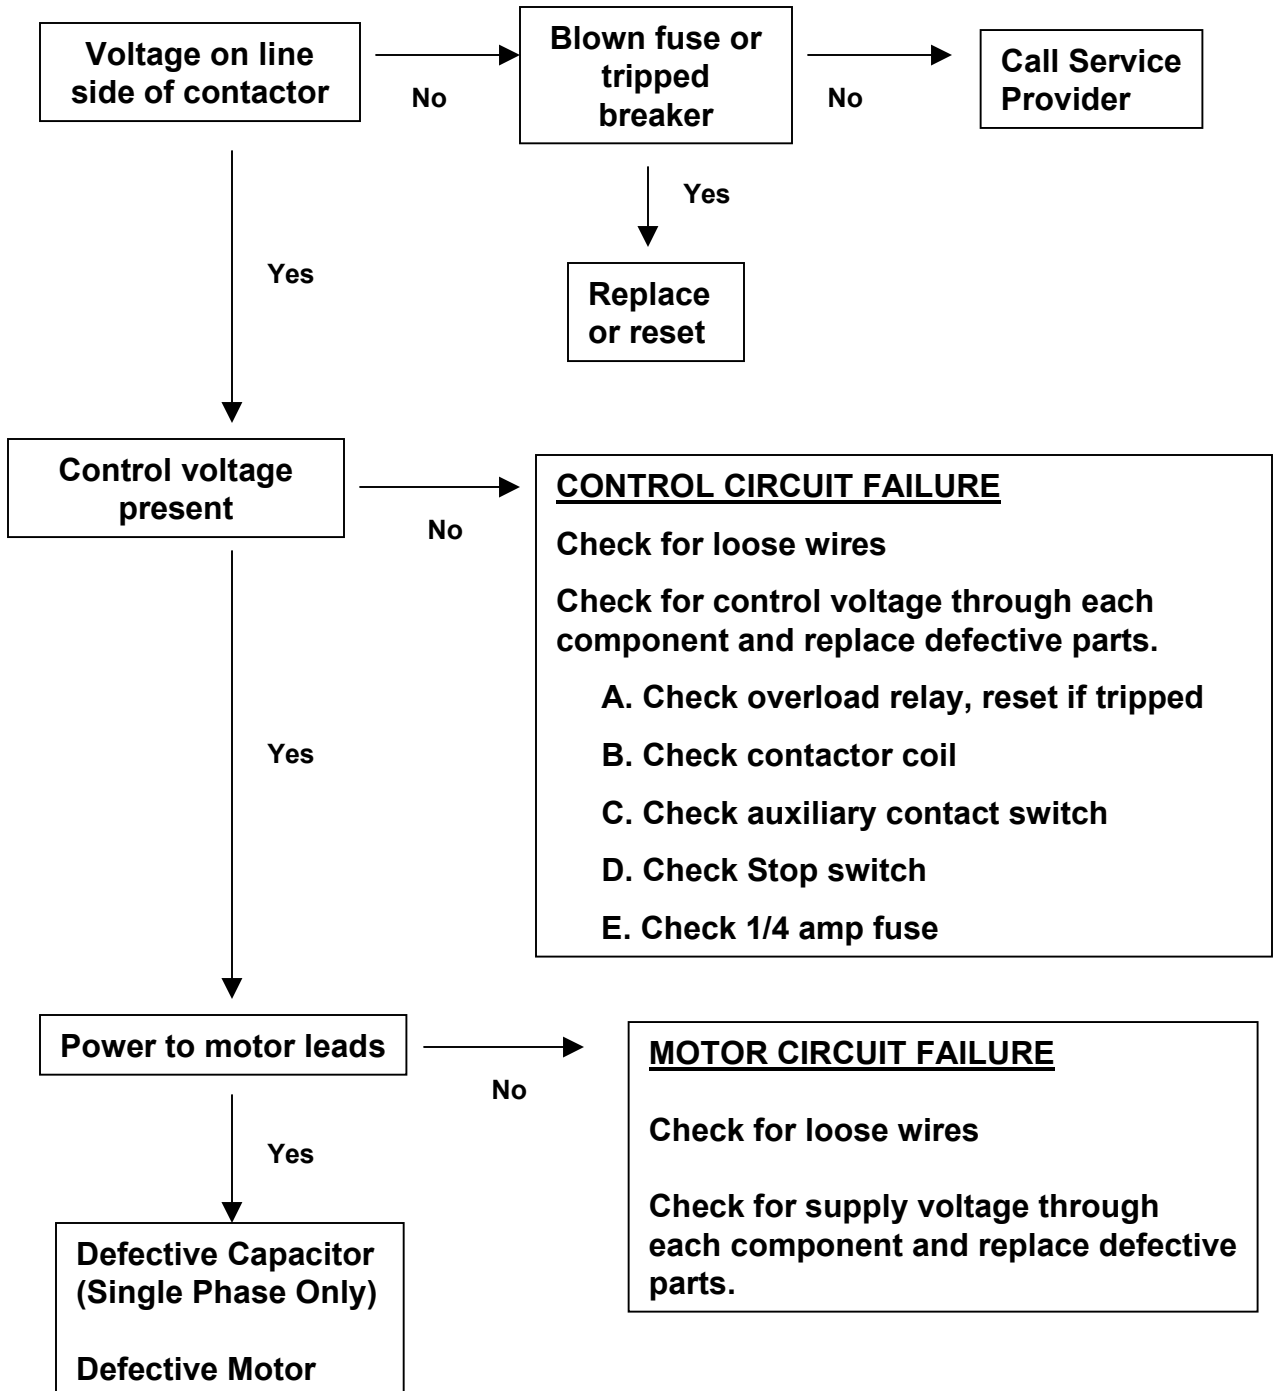 Voltage on line
side of contactor
No
Blown fuse or
tripped
breaker
No
Call Service
Provider
Yes
Replace
or reset
Yes
Control voltage
present
No
CONTROL CIRCUIT FAILURE
Check for loose wires
Check for control voltage through each
component and replace defective parts.
A. Check overload relay, reset if tripped
B. Check contactor coil
C. Check auxiliary contact switch
D. Check Stop switch
E. Check 1/4 amp fuse
Yes
Power to motor leads
No
MOTOR CIRCUIT FAILURE
Check for loose wires
Check for supply voltage through
each component and replace defective
parts.
Yes
Defective Capacitor
(Single Phase Only)
Defective Motor